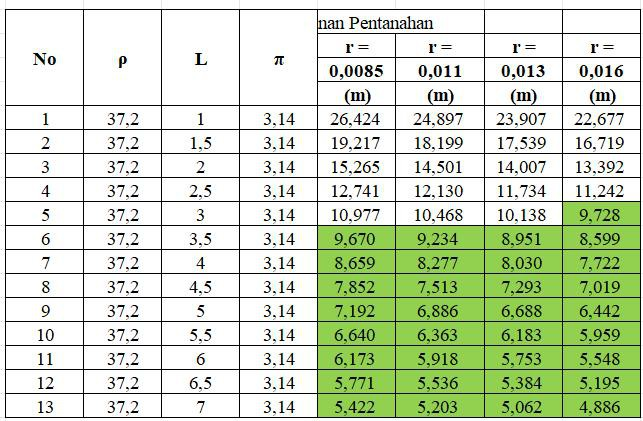 nan Pentanahan
No ρ L π r = r = r = r =
0,0085 0,011 0,013 0,016
(m) (m) (m) (m)
1 37,2 1 3,14 26,424 24,897 23,907 22,677
2 37,2 1,5 3,14 19,217 18,199 17,539 16,719
3 37,2 2 3,14 15,265 14,501 14,007 13,392
4 37,2 2,5 3,14 12,741 12,130 11,734 11,242
5 37,2 3 3,14 10,977 10,468 10,138 9,728
6 37,2 3,5 3,14 9,670 9,234 8,951 8,599
7 37,2 4 3,14 8,659 8,277 8,030 7,722
8 37,2 4,5 3,14 7,852 7,513 7,293 7,019
9 37,2 5 3,14 7,192 6,886 6,688 6,442
10 37,2 5,5 3,14 6,640 6,363 6,183 5,959
11 37,2 6 3,14 6,173 5,918 5,753 5,548
12 37,2 6,5 3,14 5,771 5,536 5,384 5,195
13 37,2 7 3,14 5,422 5,203 5,062 4,886